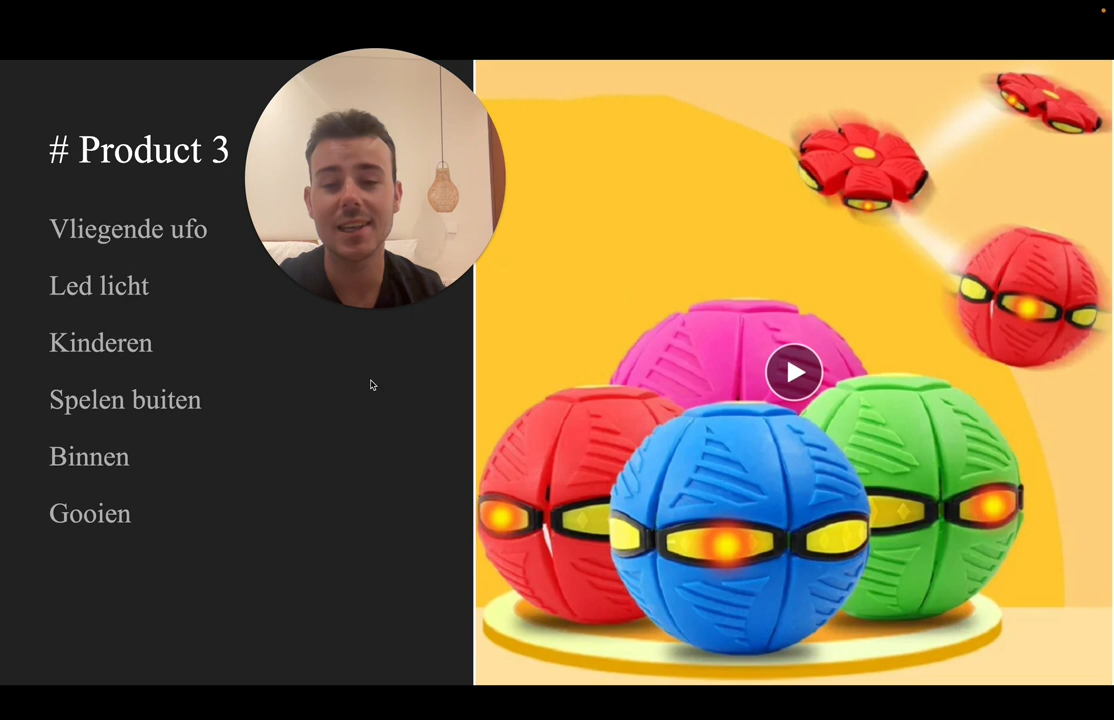 # Product 3
Vliegende ufo
Led licht
Kinderen
Spelen buiten
Binnen
Gooien